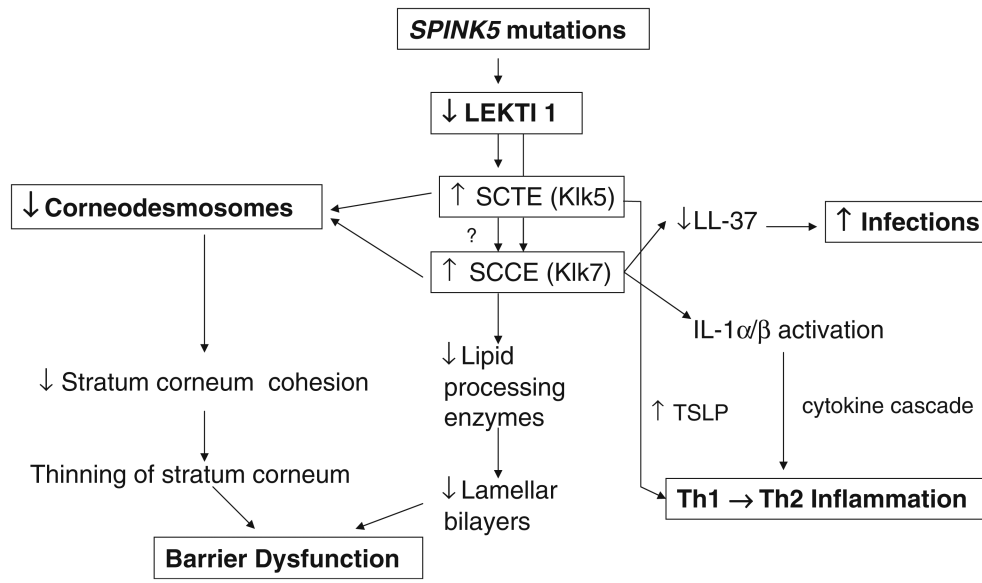 SPINK5 mutations
↓ LEKTI 1
↑ SCTE (Klk5)
↓ Corneodesmosomes
?
↑ SCCE (Klk7)
↓LL-37
↑ Infections
IL-1α/β activation
↓ Lipid
processing
enzymes
↓ Stratum corneum cohesion
↑ TSLP
cytokine cascade
Thinning of stratum corneum
↓ Lamellar
bilayers
Th1 → Th2 Inflammation
Barrier Dysfunction